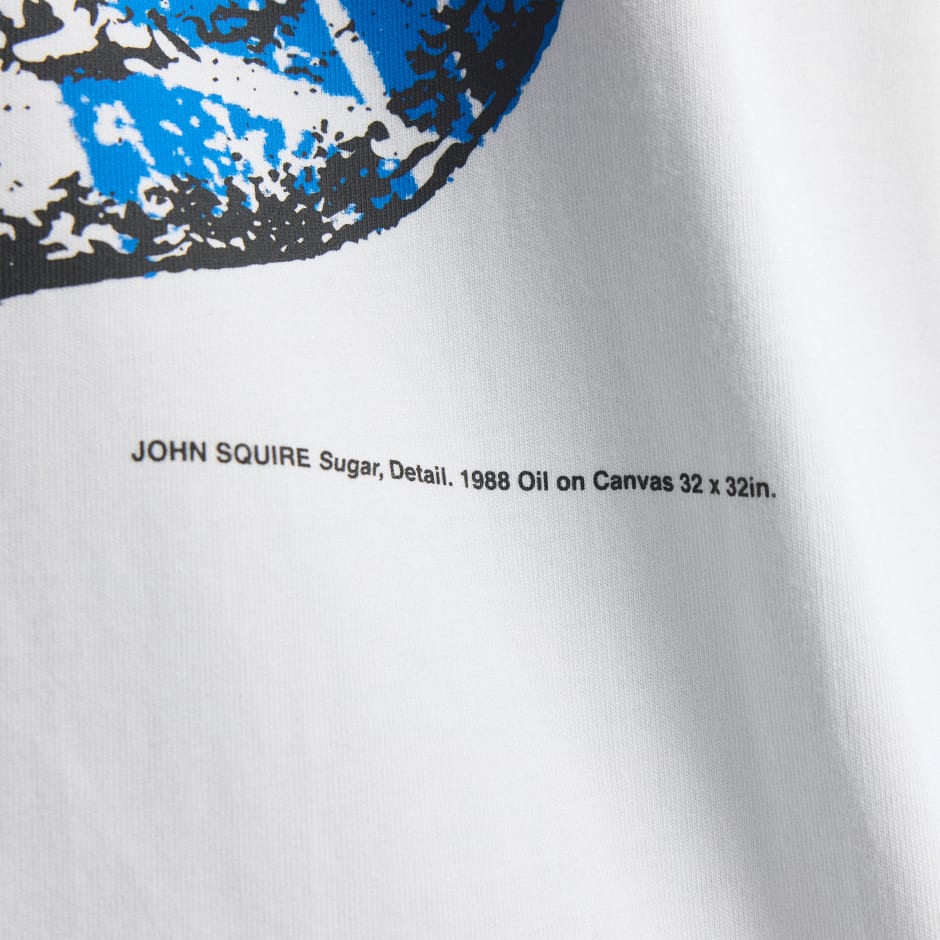 JOHN SQUIRE Sugar, Detail. 1988 Oil on Canvas 32 x 32in.